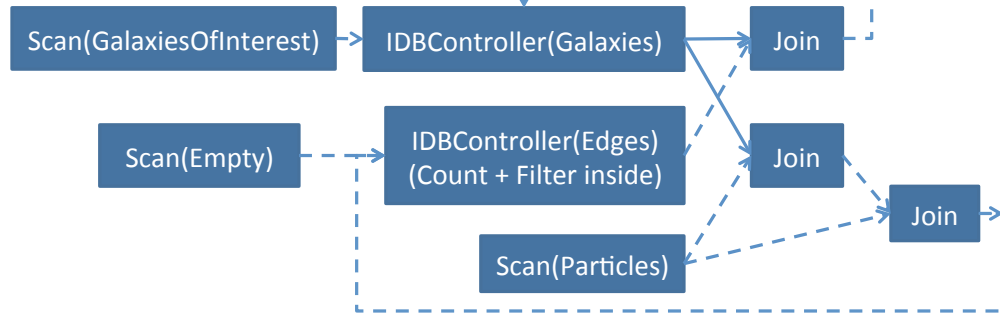 Scan(GalaxiesOfInterest)
IDBController(Galaxies)
Join
Scan(Empty)
IDBController(Edges)
(Count + Filter inside)
Join
Join
Scan(Particles)